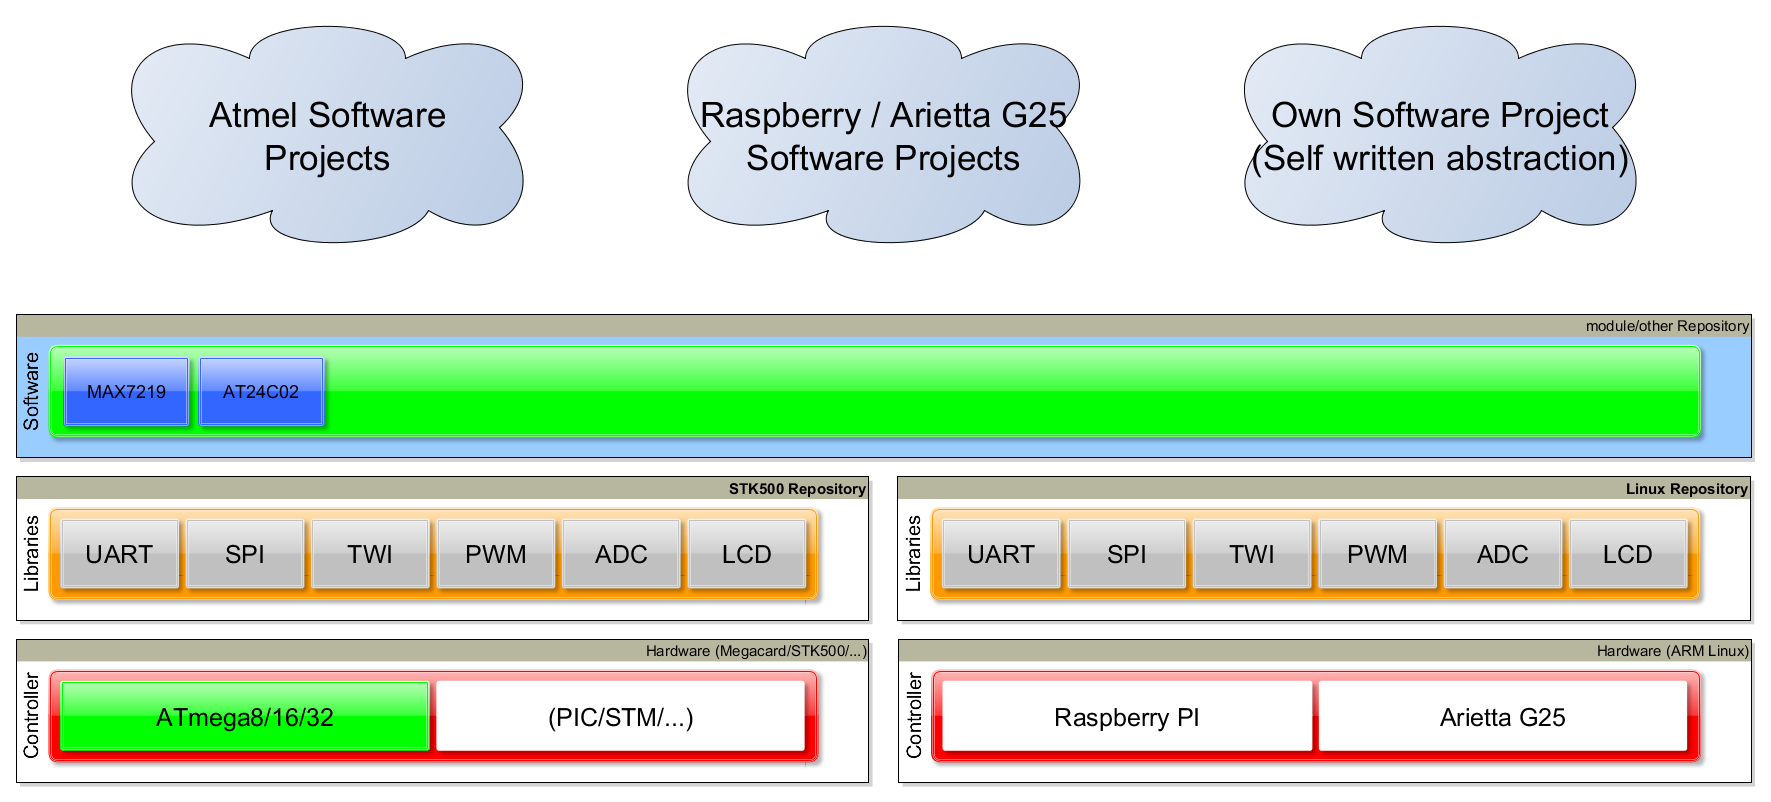 Atmel Software
Projects
Raspberry / Arietta G25
Software Projects
Own Software Project
(Self written abstraction)
module/other Repository
Software
MAX7219
AT24C02
STK500 Repository
Libraries
UART
SPI
TWI
PWM
ADC
LCD
Linux Repository
Libraries
UART
SPI
TWI
PWM
ADC
LCD
Hardware (Megacard/STK500/...)
Controller
ATmega8/16/32
(PIC/STM/...)
Hardware (ARM Linux)
Controller
Raspberry PI
Arietta G25